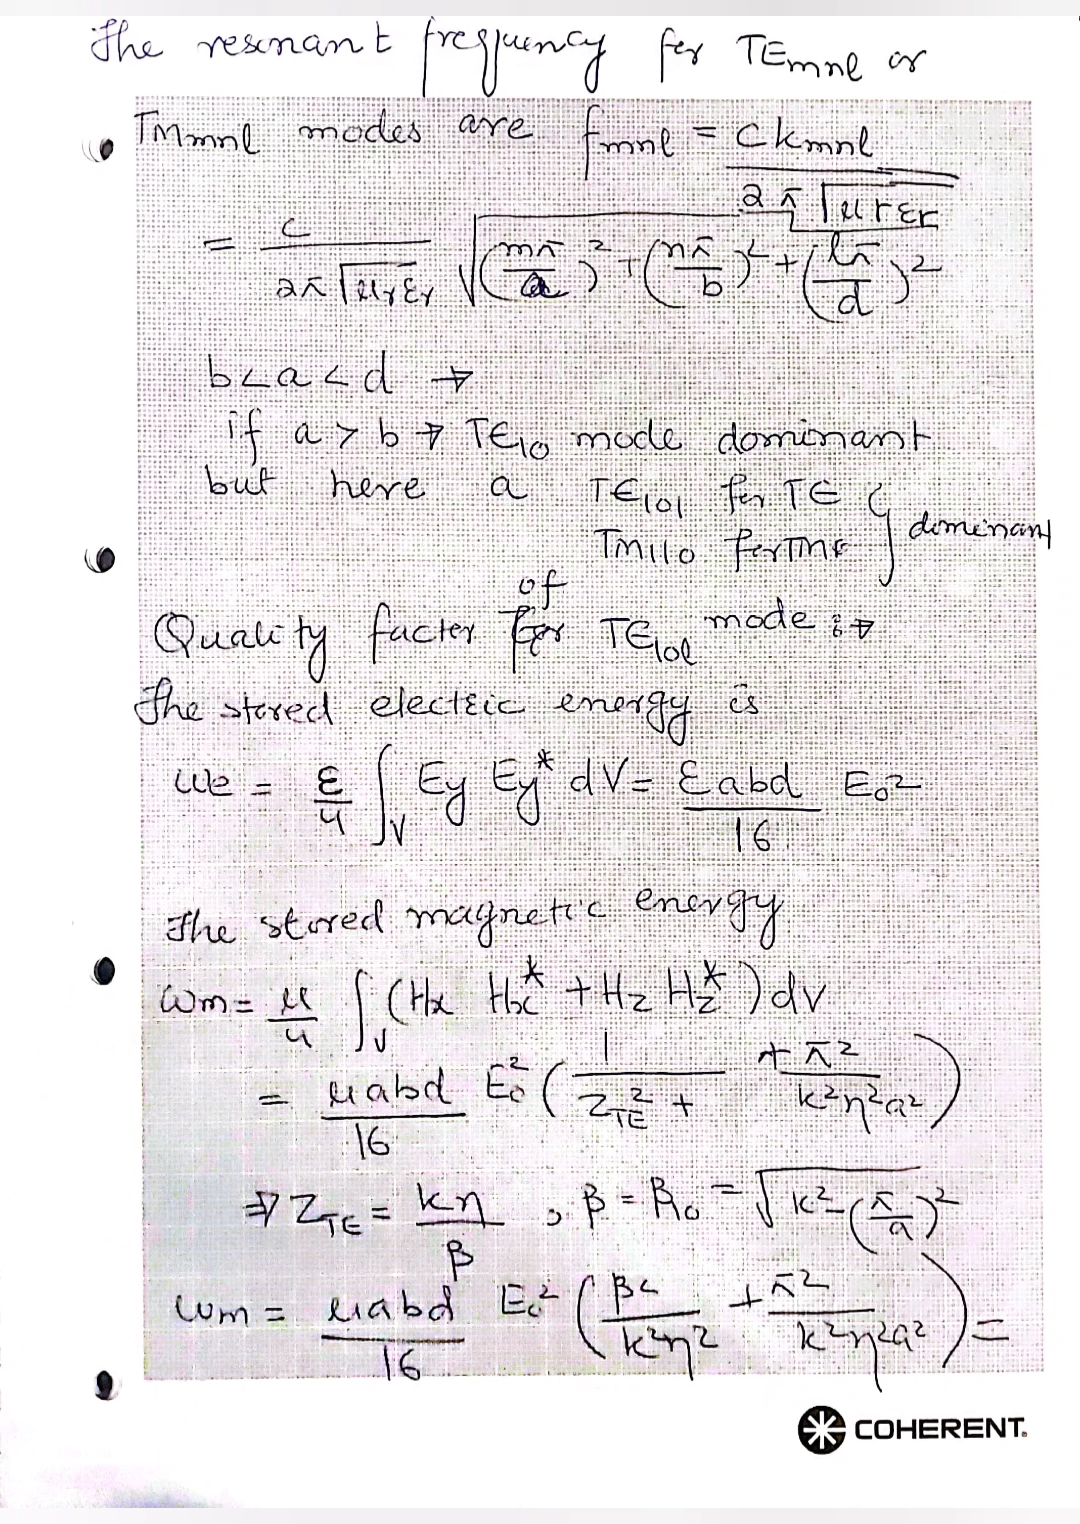 The resonant frequency for TEmnl or
TMmnl modes are fmnl = ckmnl / 2π√μrεr
= c / 2π√μrεr √(mπ/a)² + (nπ/b)² + (lπ/d)²
b<a<d →
if a > b → TE10 mode dominant
but here a TE101 for TE } dominant
TM110 for TM
Quality factor of TE10l mode :→
The stored electric energy is
We = ε/4 ∫V Ey Ey* dV = εabd/16 E0²
The stored magnetic energy
Wm = μ/4 ∫V (Hx Hx* + Hz Hz*) dv
= μabd/16 E0² (1/ZTE² + + π²/k²η²a²)
⇒ ZTE = kη/β , β = β10 = √k²-(π/a)²
Wm = μabd/16 E0² (β²/k²η² + π²/k²η²a²) =
COHERENT.